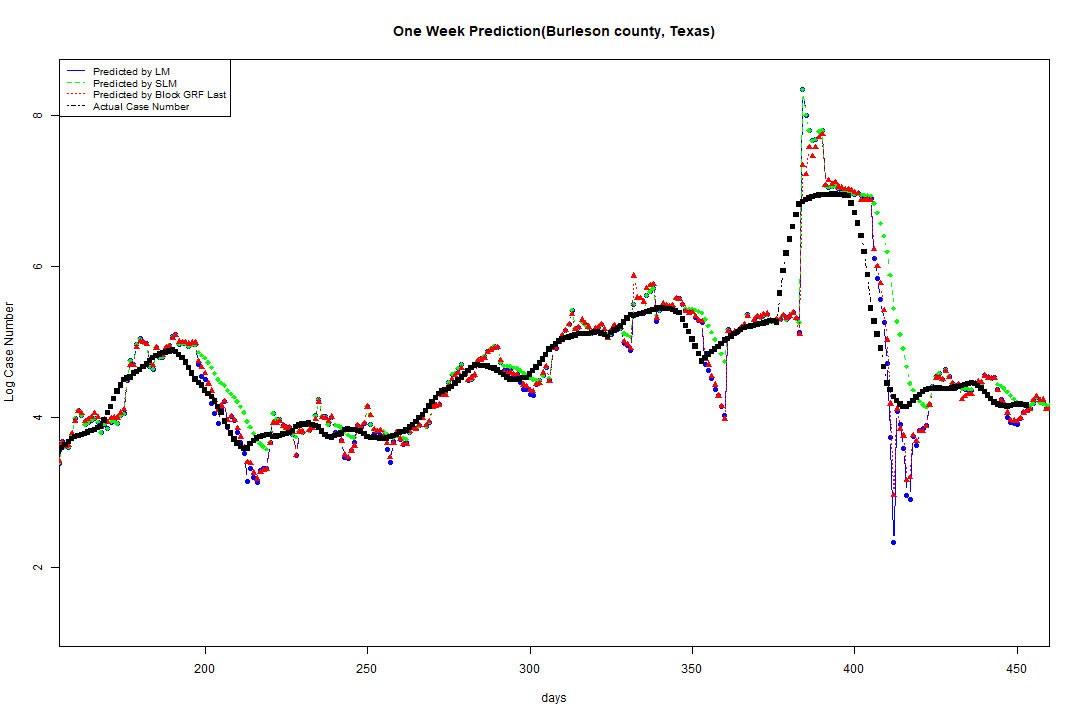 One Week Prediction(Burleson county, Texas)
Predicted by LM
Predicted by SLM
Predicted by Block GRF Last
Actual Case Number
Log Case Number
8
6
4
2
200 250 300 350 400 450
days